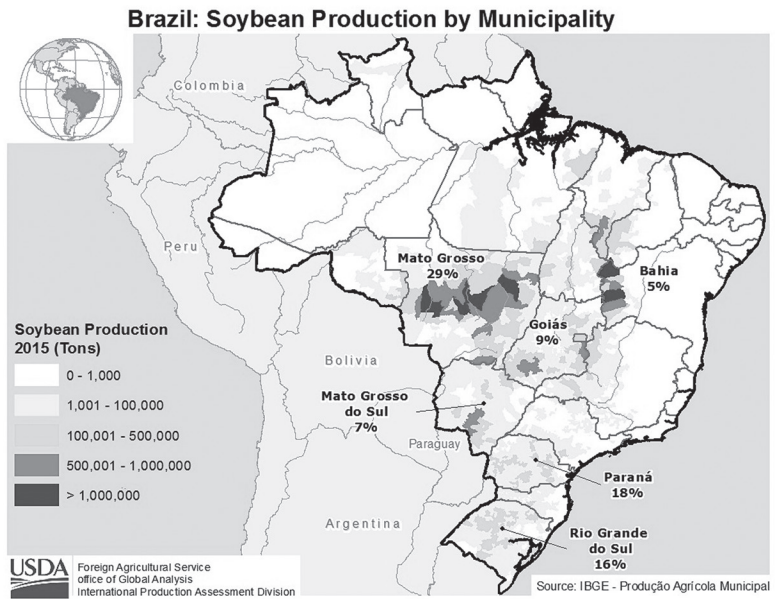 Brazil: Soybean Production by Municipality
Colombia
Peru
Mato Grosso
29%
Bahia
5%
Goiás
9%
Soybean Production
2015 (Tons)
0 - 1,000
1,001 - 100,000
100,001 - 500,000
500,001 - 1,000,000
> 1,000,000
Bolivia
Mato Grosso
do Sul
7%
Paraguay
Paraná
18%
Argentina
Rio Grande
do Sul
16%
USDA
Foreign Agricultural Service
office of Global Analysis
International Production Assessment Division
Source: IBGE - Produção Agrícola Municipal